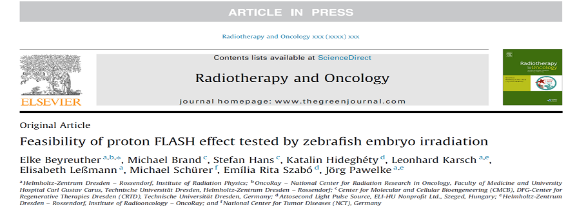 ARTICLE IN PRESS
Radiotherapy and Oncology xxx (xxxx) xxx
Contents lists available at ScienceDirect
Radiotherapy and Oncology
journal homepage: www.thegreenjournal.com
ELSEVIER
Radiotherapy
Oncology
Original Article
Feasibility of proton FLASH effect tested by zebrafish embryo irradiation
Elke Beyreuther a,b,*, Michael Brand c, Stefan Hans c, Katalin Hideghéty d, Leonhard Karsch a,e,
Elisabeth Leßmann a, Michael Schürer f, Emília Rita Szabó d, Jörg Pawelke a,e
a Helmholtz-Zentrum Dresden – Rossendorf, Institute of Radiation Physics; b OncoRay – National Center for Radiation Research in Oncology, Faculty of Medicine and University
Hospital Carl Gustav Carus, Technische Universität Dresden, Helmholtz-Zentrum Dresden – Rossendorf; c Center of Molecular and Cellular Bioengineering (CMCB), DFG-Center for
Regenerative Therapies Dresden (CRTD), Technische Universität Dresden, Germany; d Attosecond Light Pulse Source, ELI-HU Nonprofit Ltd., Szeged, Hungary; e Helmholtz-Zentrum
Dresden – Rossendorf, Institute of Radiooncology – OncoRay; and f National Center for Tumor Diseases (NCT), Germany